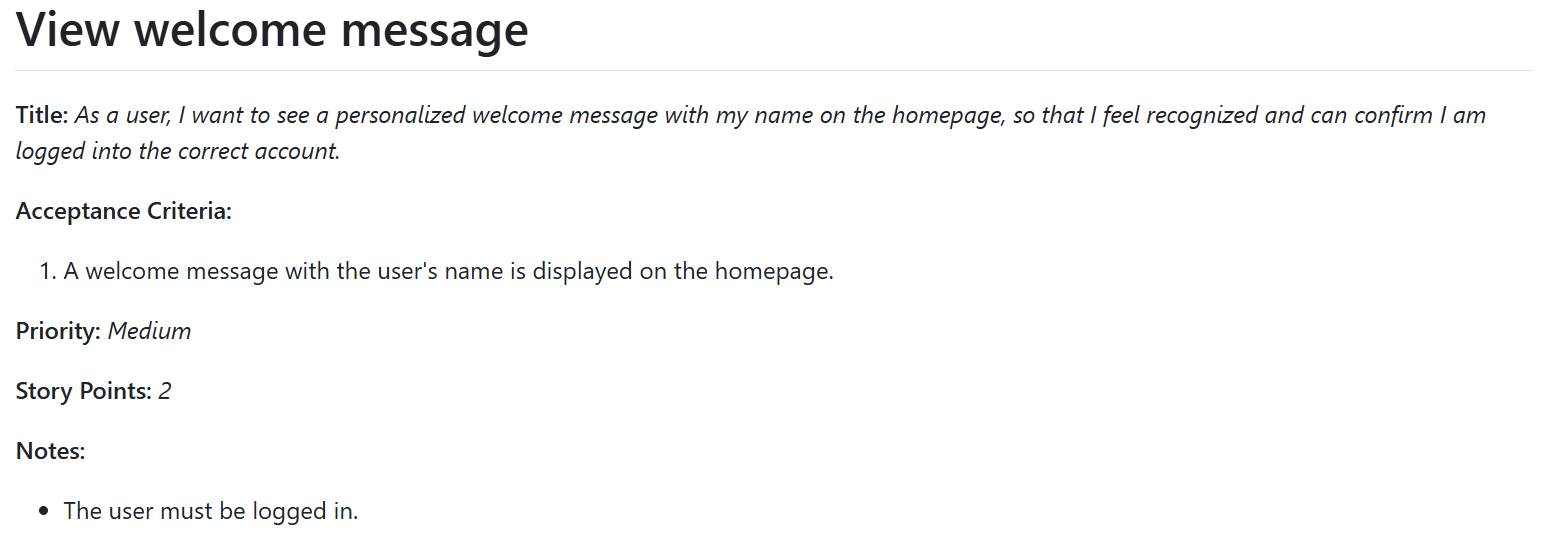 View welcome message
Title: As a user, I want to see a personalized welcome message with my name on the homepage, so that I feel recognized and can confirm I am
logged into the correct account.
Acceptance Criteria:
1. A welcome message with the user's name is displayed on the homepage.
Priority: Medium
Story Points: 2
Notes:
• The user must be logged in.